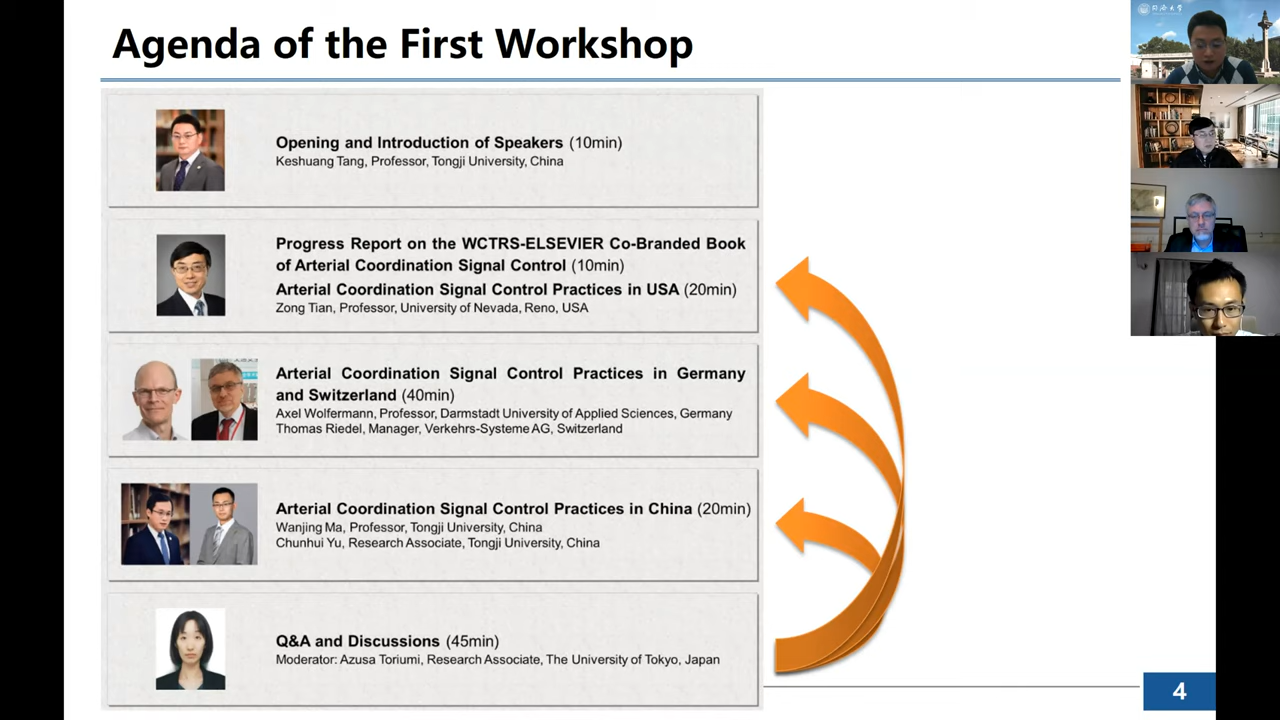 Agenda of the First Workshop
同济大学
Opening and Introduction of Speakers (10min)
Keshuang Tang, Professor, Tongji University, China
Progress Report on the WCTRS-ELSEVIER Co-Branded Book
of Arterial Coordination Signal Control (10min)
Arterial Coordination Signal Control Practices in USA (20min)
Zong Tian, Professor, University of Nevada, Reno, USA
Arterial Coordination Signal Control Practices in Germany
and Switzerland (40min)
Axel Wolfermann, Professor, Darmstadt University of Applied Sciences, Germany
Thomas Riedel, Manager, Verkehrs-Systeme AG, Switzerland
Arterial Coordination Signal Control Practices in China (20min)
Wanjing Ma, Professor, Tongji University, China
Chunhui Yu, Research Associate, Tongji University, China
Q&A and Discussions (45min)
Moderator: Azusa Toriumi, Research Associate, The University of Tokyo, Japan
4